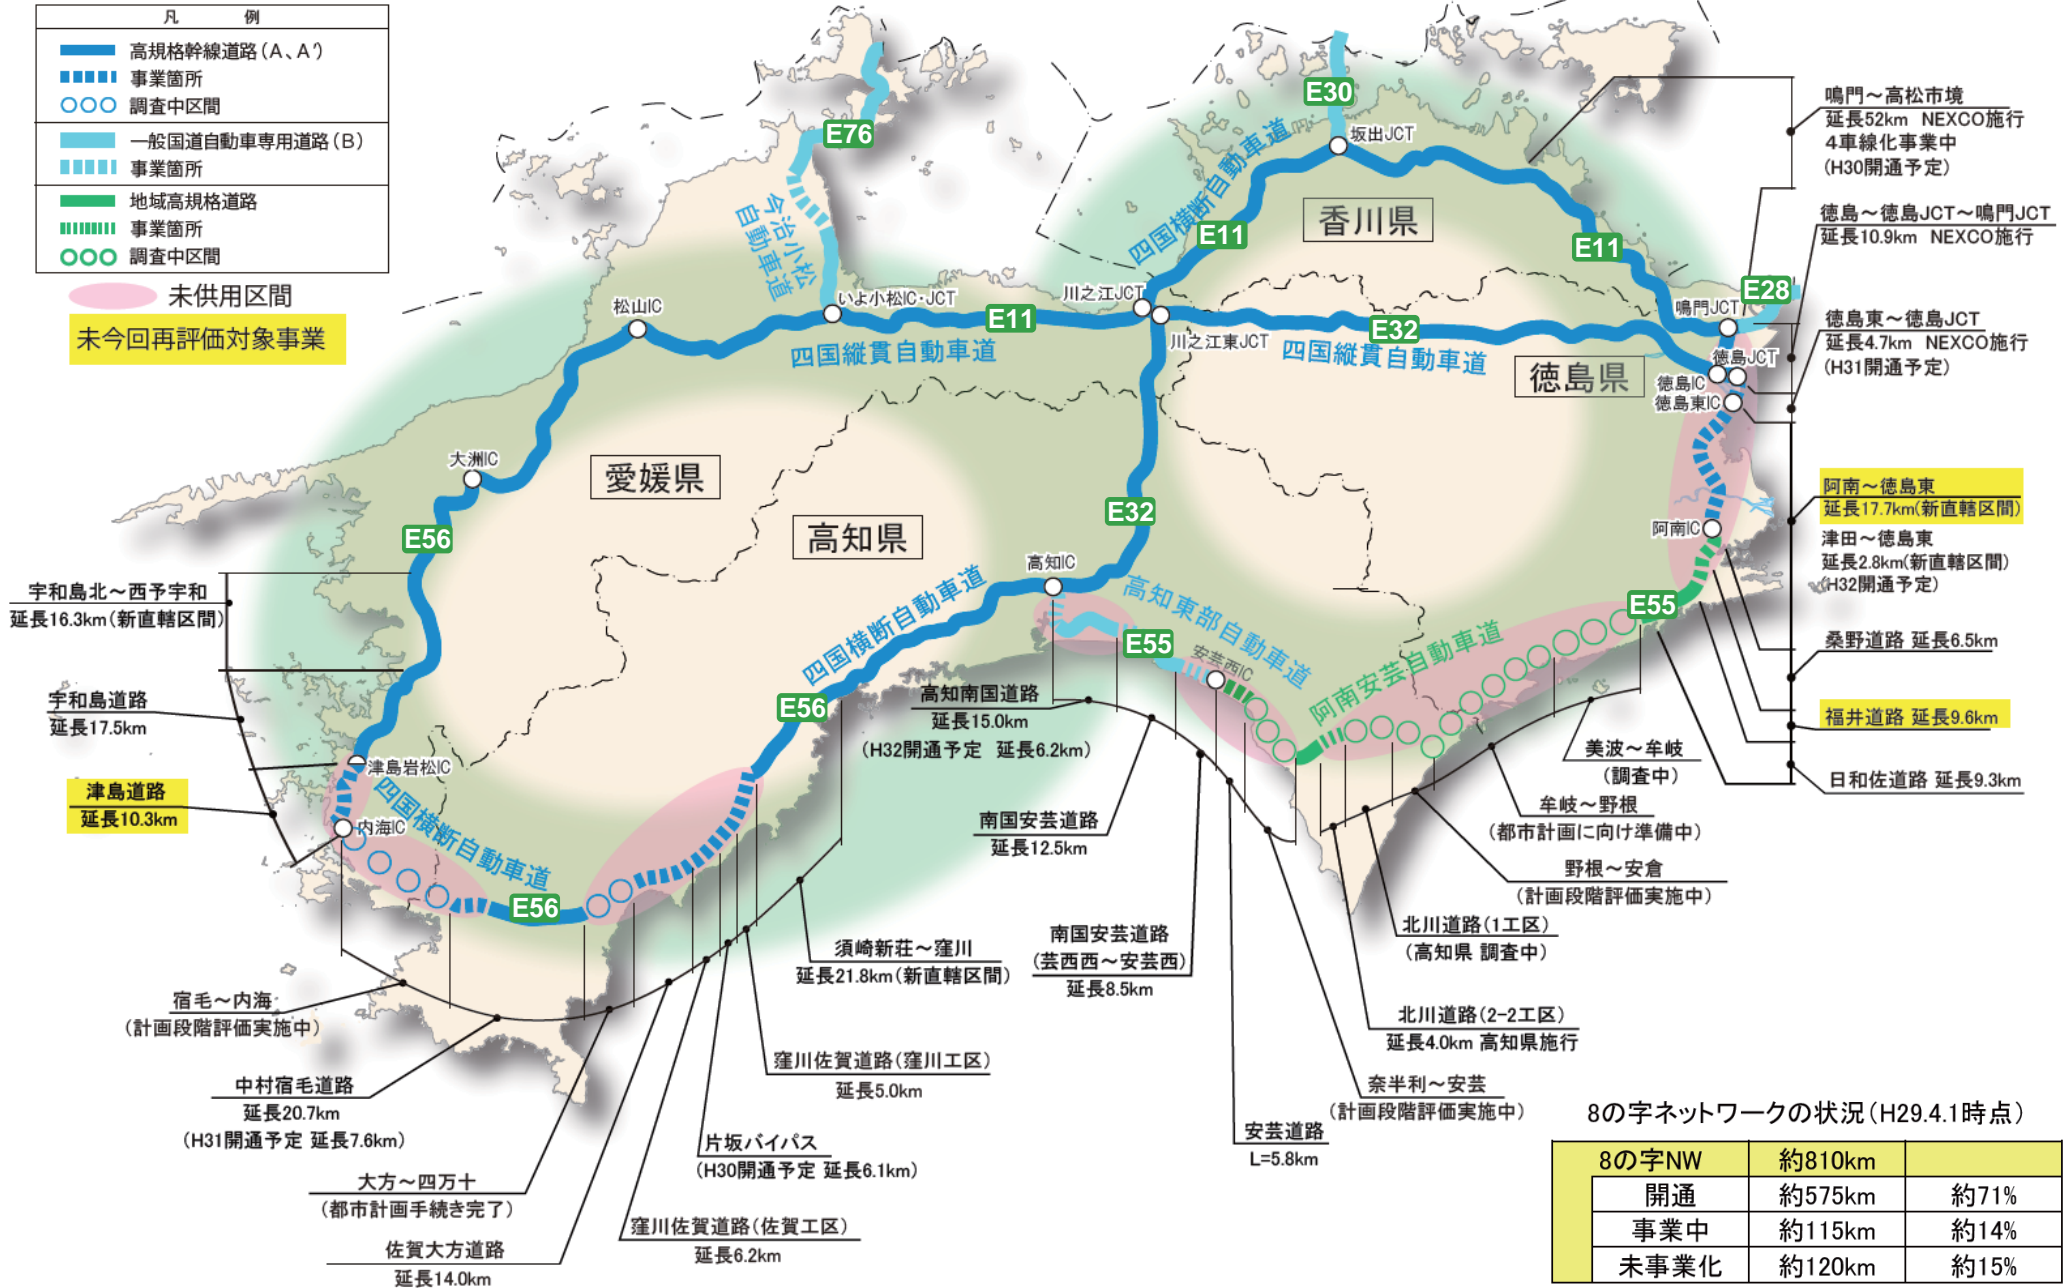 凡 例
高規格幹線道路(A、A')
事業箇所
○○○ 調査中区間
一般国道自動車専用道路(B)
事業箇所
地域高規格道路
事業箇所
○○○ 調査中区間
未供用区間
未今回再評価対象事業
E76
今治小松
自動車道
E30
坂出JCT
四国横断自動車道
E11
香川県
E11
E28
鳴門JCT
松山IC
いよ小松IC・JCT
川之江JCT
E11
四国縦貫自動車道
川之江東JCT
E32
四国縦貫自動車道
徳島県
徳島JCT
徳島IC
徳島東IC
大洲IC
愛媛県
高知県
E56
E32
阿南IC
高知IC
四国横断自動車道
高知東部自動車道
E55
安芸西IC
阿南安芸自動車道
E55
E56
津島岩松IC
内海IC
四国横断自動車道
E56
鳴門～高松市境
延長52km NEXCO施行
4車線化事業中
(H30開通予定)
徳島～徳島JCT～鳴門JCT
延長10.9km NEXCO施行
徳島東～徳島JCT
延長4.7km NEXCO施行
(H31開通予定)
阿南～徳島東
延長17.7km(新直轄区間)
津田～徳島東
延長2.8km(新直轄区間)
(H32開通予定)
桑野道路 延長6.5km
福井道路 延長9.6km
日和佐道路 延長9.3km
宇和島北～西予宇和
延長16.3km(新直轄区間)
宇和島道路
延長17.5km
津島道路
延長10.3km
高知南国道路
延長15.0km
(H32開通予定 延長6.2km)
南国安芸道路
延長12.5km
美波～牟岐
(調査中)
牟岐～野根
(都市計画に向け準備中)
野根～安倉
(計画段階評価実施中)
北川道路(1工区)
(高知県 調査中)
北川道路(2-2工区)
延長4.0km 高知県施行
奈半利～安芸
(計画段階評価実施中)
安芸道路
L=5.8km
南国安芸道路
(芸西西～安芸西)
延長8.5km
須崎新荘～窪川
延長21.8km(新直轄区間)
窪川佐賀道路(窪川工区)
延長5.0km
片坂バイパス
(H30開通予定 延長6.1km)
窪川佐賀道路(佐賀工区)
延長6.2km
佐賀大方道路
延長14.0km
大方～四万十
(都市計画手続き完了)
中村宿毛道路
延長20.7km
(H31開通予定 延長7.6km)
宿毛～内海
(計画段階評価実施中)
8の字ネットワークの状況(H29.4.1時点)
8の字NW 約810km
開通 約575km 約71%
事業中 約115km 約14%
未事業化 約120km 約15%